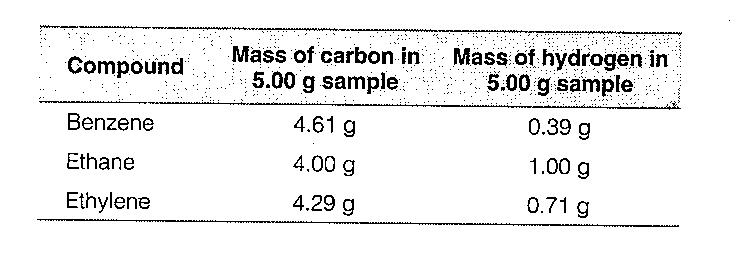 Compound Mass of carbon in 5.00 g sample Mass of hydrogen in 5.00 g sample
Benzene 4.61 g 0.39 g
Ethane 4.00 g 1.00 g
Ethylene 4.29 g 0.71 g